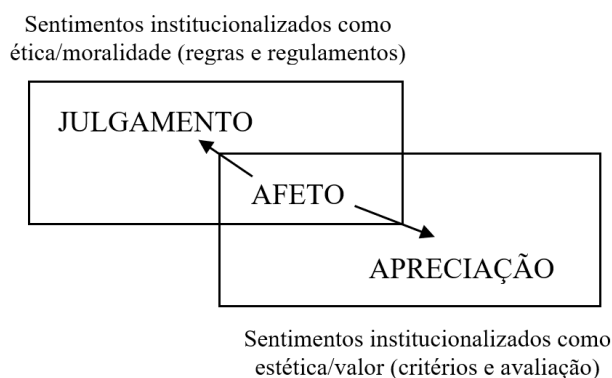 Sentimentos institucionalizados como
ética/moralidade (regras e regulamentos)
JULGAMENTO
AFETO
APRECIAÇÃO
Sentimentos institucionalizados como
estética/valor (critérios e avaliação)